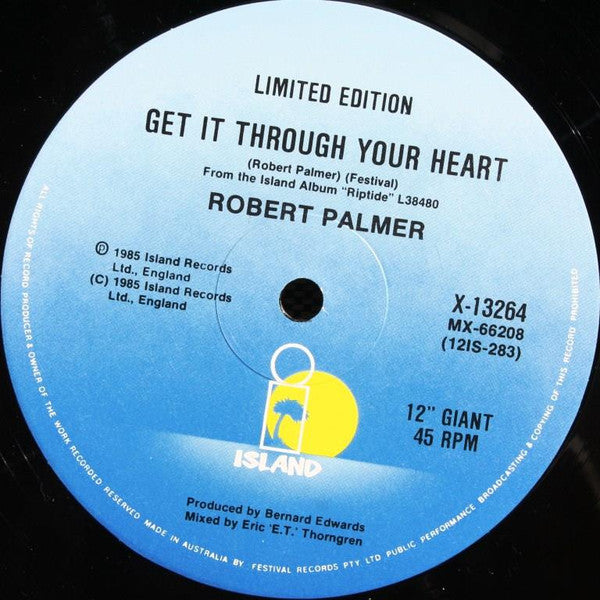 LIMITED EDITION
GET IT THROUGH YOUR HEART
(Robert Palmer) (Festival)
From the Island Album "Riptide" L38480
ROBERT PALMER
Ⓟ 1985 Island Records
Ltd., England
(C) 1985 Island Records
Ltd., England
X-13264
MX-66208
(12IS-283)
12" GIANT
45 RPM
ISLAND
Produced by Bernard Edwards
Mixed by Eric 'E.T.' Thorngren
ALL RIGHTS OF RECORD PRODUCER & OWNER OF THE WORK RECORDED RESERVED MADE IN AUSTRALIA BY FESTIVAL RECORDS PTY. LTD PUBLIC PERFORMANCE BROADCASTING & COPYING OF THIS RECORD PROHIBITED